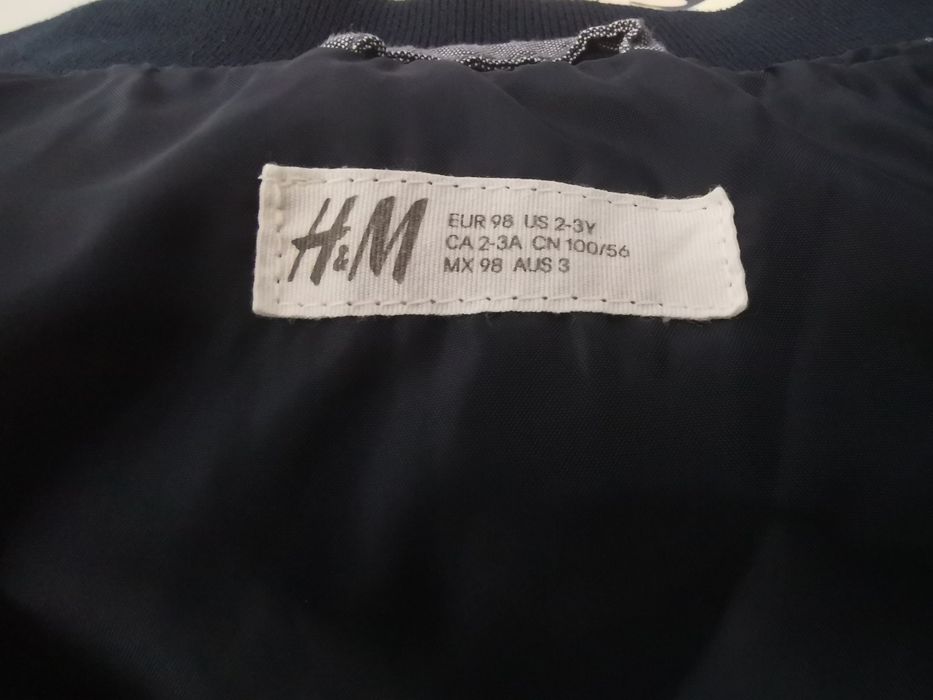 H&M
EUR 98 US 2-3Y
CA 2-3A CN 100/56
MX 98 AUS 3